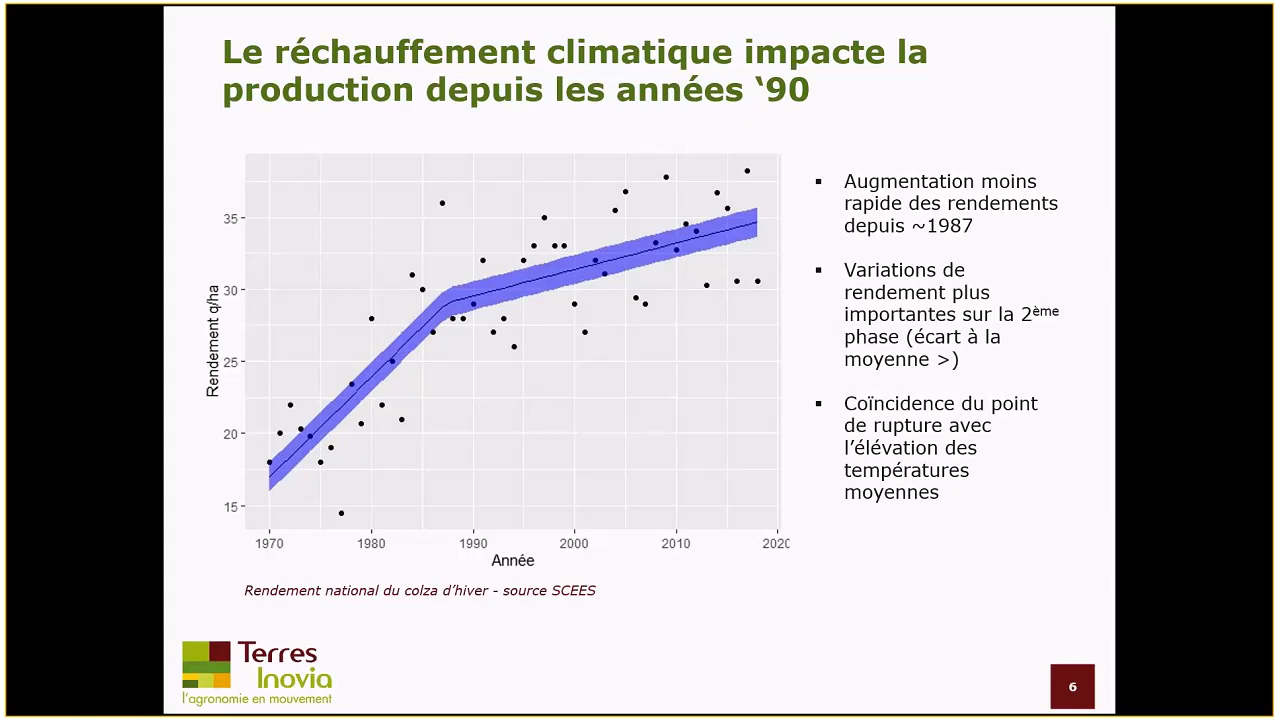 Le réchauffement climatique impacte la
production depuis les années ‘90
35
30
25
20
15
Rendement q/ha
1970
1980
1990
2000
2010
2020
Année
Rendement national du colza d’hiver - source SCEES
▪ Augmentation moins
rapide des rendements
depuis ~1987
▪ Variations de
rendement plus
importantes sur la 2ème
phase (écart à la
moyenne >)
▪ Coïncidence du point
de rupture avec
l’élévation des
températures
moyennes
Terres
Inovia
l’agronomie en mouvement
6